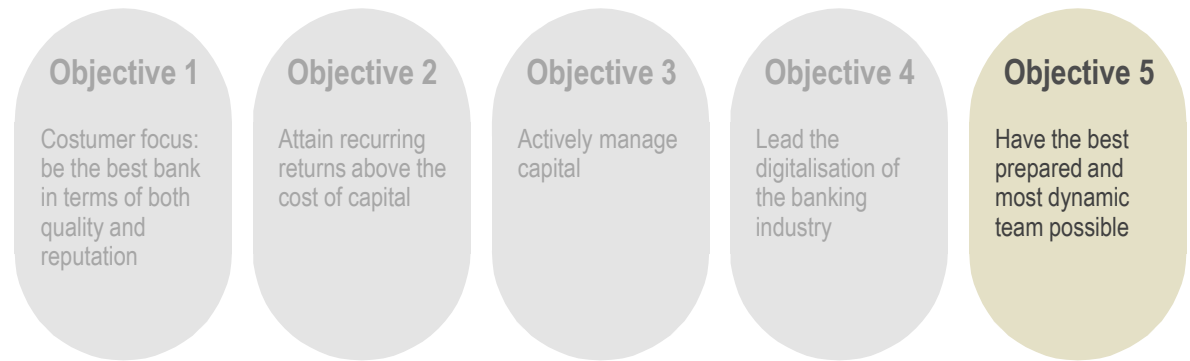 Objective 1
Costumer focus:
be the best bank
in terms of both
quality and
reputation
Objective 2
Attain recurring
returns above the
cost of capital
Objective 3
Actively manage
capital
Objective 4
Lead the
digitalisation of
the banking
industry
Objective 5
Have the best
prepared and
most dynamic
team possible